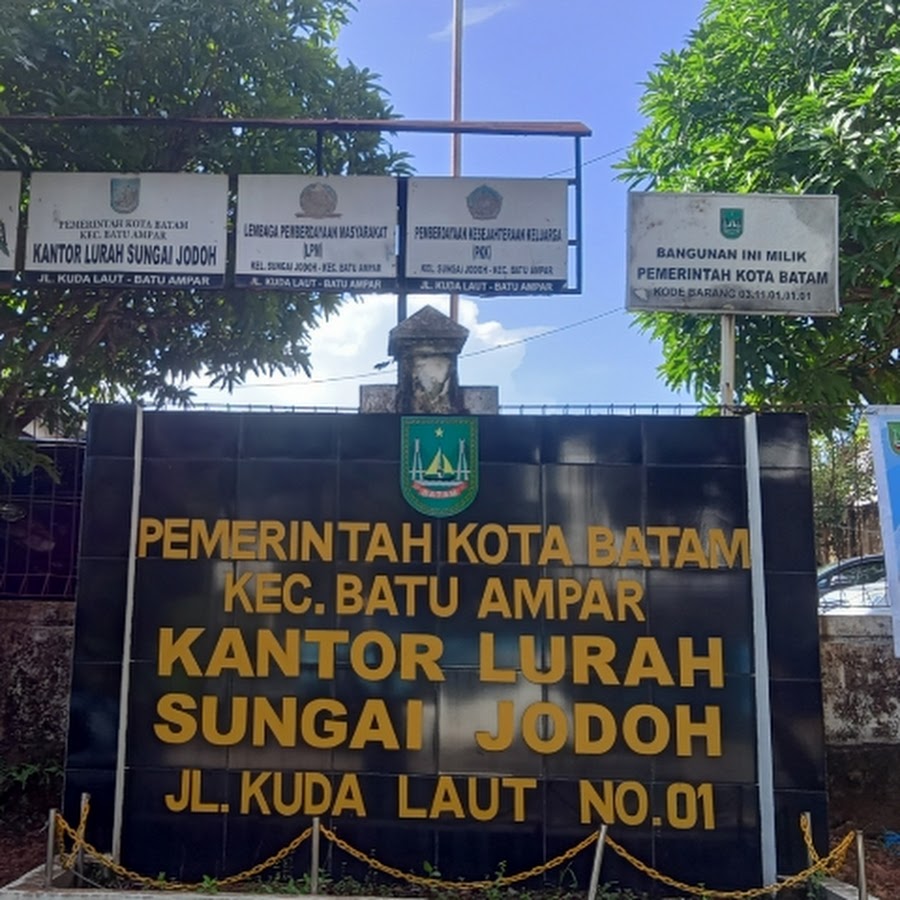 PEMERINTAH KOTA BATAM
KEC. BATU AMPAR
KANTOR LURAH SUNGAI JODOH
JL. KUDA LAUT - BATU AMPAR
LEMBAGA PEMBERDAYAAN MASYARAKAT
(LPM)
KEL. SUNGAI JODOH - KEC. BATU AMPAR
JL. KUDA LAUT - BATU AMPAR
PEMBERDAYAAN KESEJAHTERAAN KELUARGA
(PKK)
KEL. SUNGAI JODOH - KEC. BATU AMPAR
JL. KUDA LAUT - BATU AMPAR
BANGUNAN INI MILIK
PEMERINTAH KOTA BATAM
KODE BARANG 03.11.01.01.01
BATAM
PEMERINTAH KOTA BATAM
KEC. BATU AMPAR
KANTOR LURAH
SUNGAI JODOH
JL. KUDA LAUT NO. 01